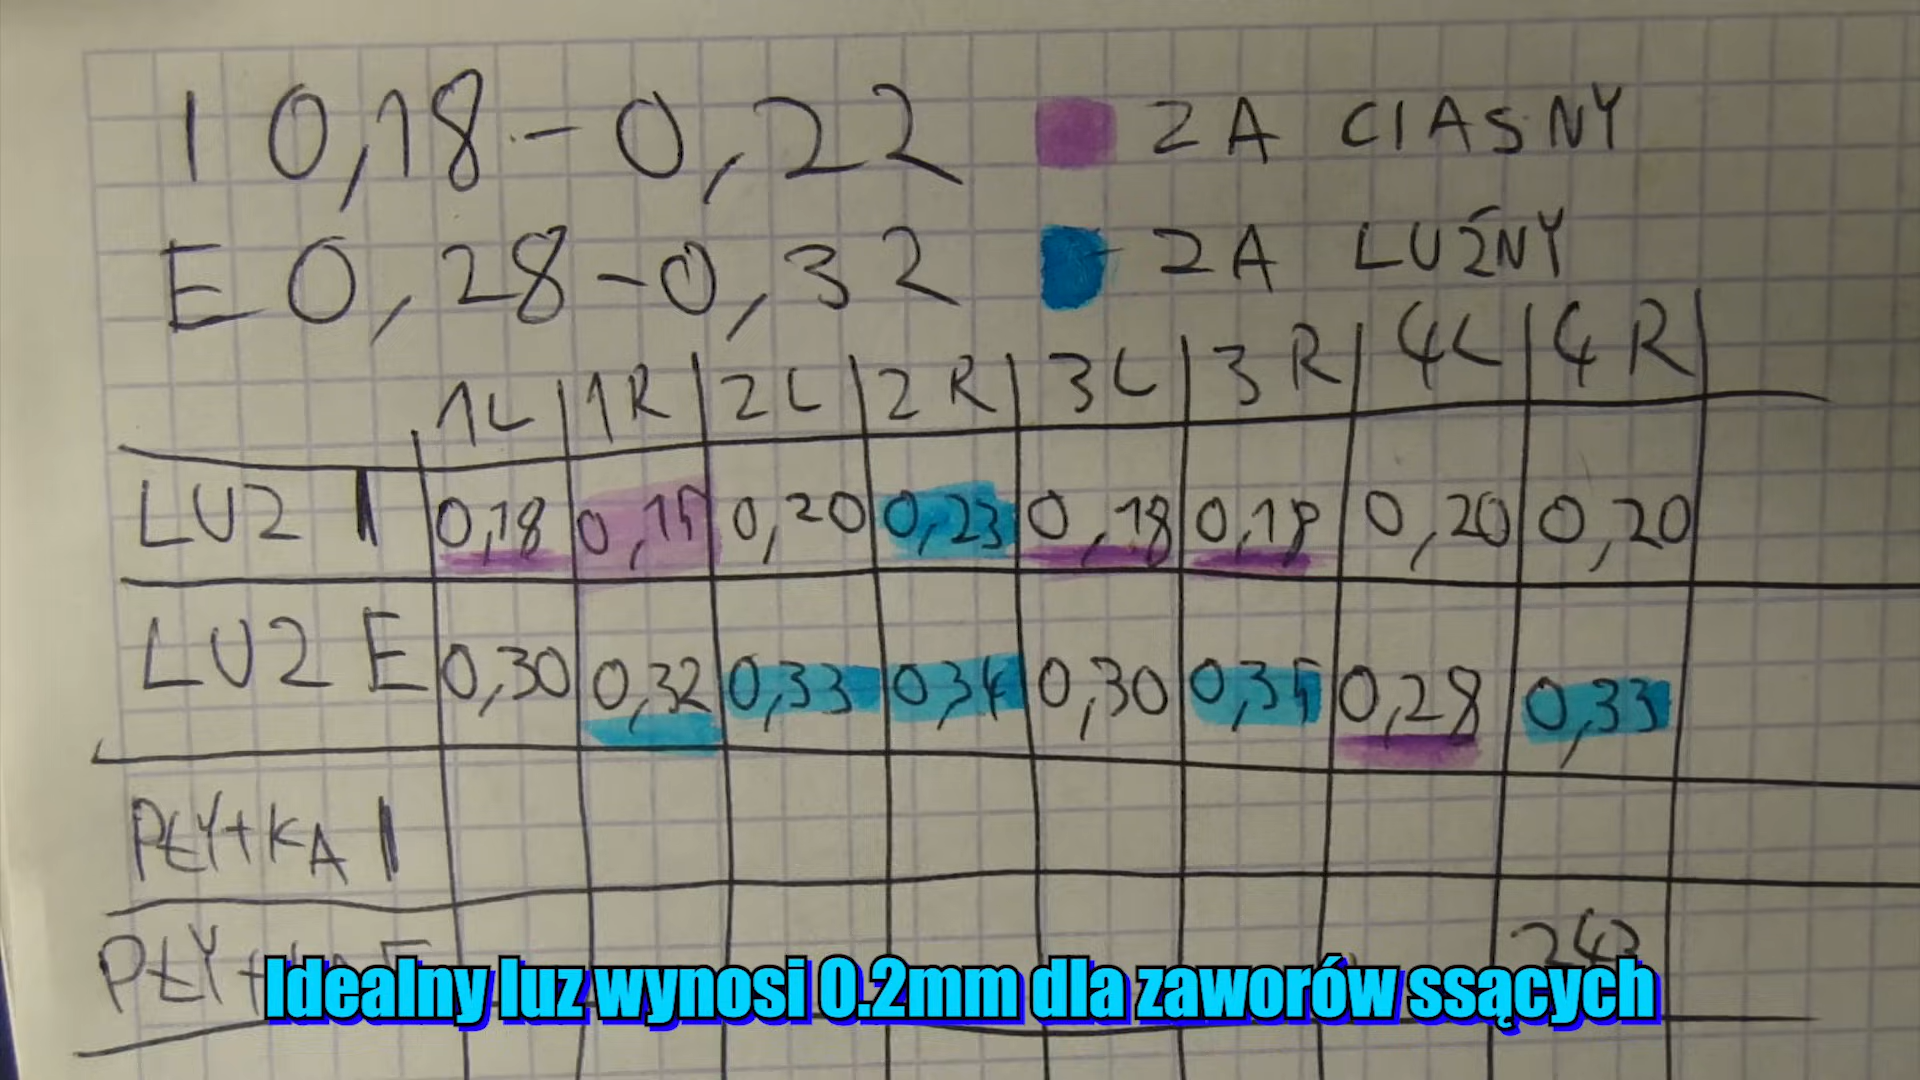 I 0,18-0,22 ZA CIASNY
E 0,28-0,32 - ZA LUŹNY
1L 1R 2L 2R 3L 3R 4L 4R
LUZ I 0,18 0,15 0,20 0,23 0,18 0,18 0,20 0,20
LUZ E 0,30 0,32 0,33 0,34 0,30 0,35 0,28 0,33
PŁYTKA I
242
Idealny luz wynosi 0.2mm dla zaworów ssących